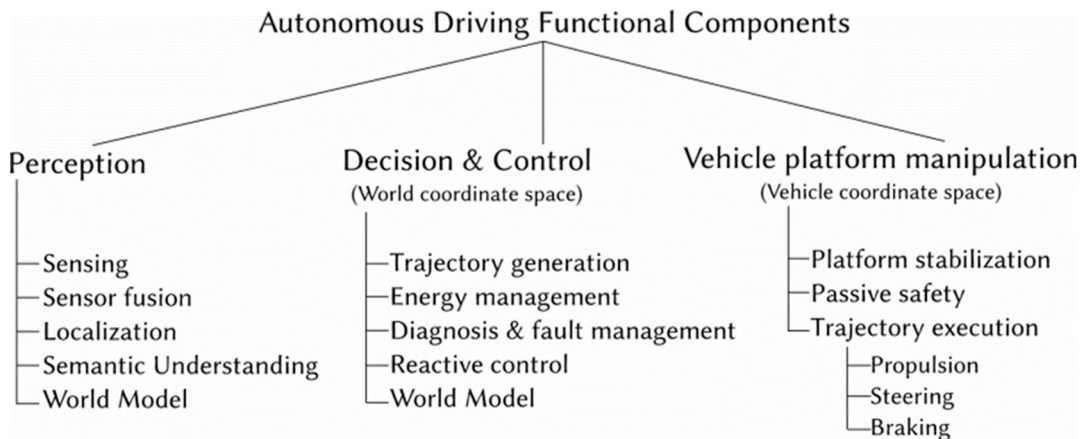 Autonomous Driving Functional Components
Perception
Sensing
Sensor fusion
Localization
Semantic Understanding
World Model
Decision & Control
(World coordinate space)
Trajectory generation
Energy management
Diagnosis & fault management
Reactive control
World Model
Vehicle platform manipulation
(Vehicle coordinate space)
Platform stabilization
Passive safety
Trajectory execution
Propulsion
Steering
Braking